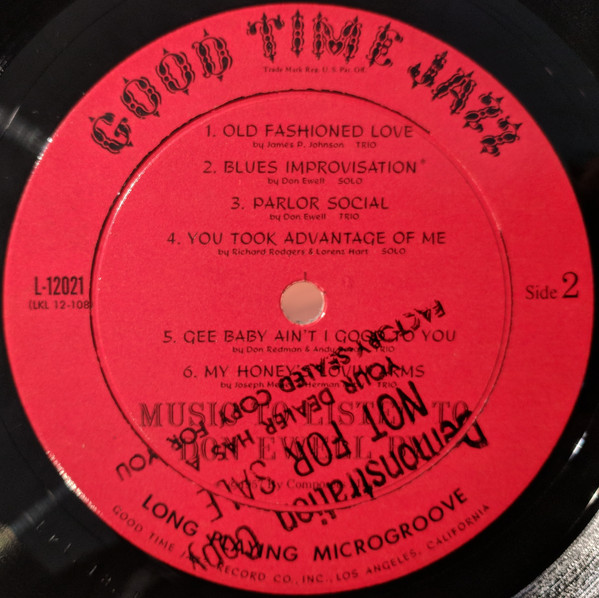 GOOD TIME JAZZ
Trade Mark Reg. U. S. Pat. Off.
1. OLD FASHIONED LOVE
by James P. Johnson TRIO
2. BLUES IMPROVISATION*
by Don Ewell SOLO
3. PARLOR SOCIAL
by Don Ewell TRIO
4. YOU TOOK ADVANTAGE OF ME
by Richard Rodgers & Lorenz Hart SOLO
L-12021
(LKL 12-108)
Side 2
5. GEE BABY AIN'T I GOOD TO YOU
by Don Redman & Andy TRIO
6. MY HONEY'S LOVIN' ARMS
by Joseph Herman TRIO
MUSIC TO LISTEN TO
DON EWELL
By
LONG PLAYING MICROGROOVE
GOOD TIME JAZZ RECORD CO., INC., LOS ANGELES, CALIFORNIA
Demonstration COPY
NOT FOR SALE
YOUR DEALER HAS A
FACTORY SEALED COPY FOR YOU